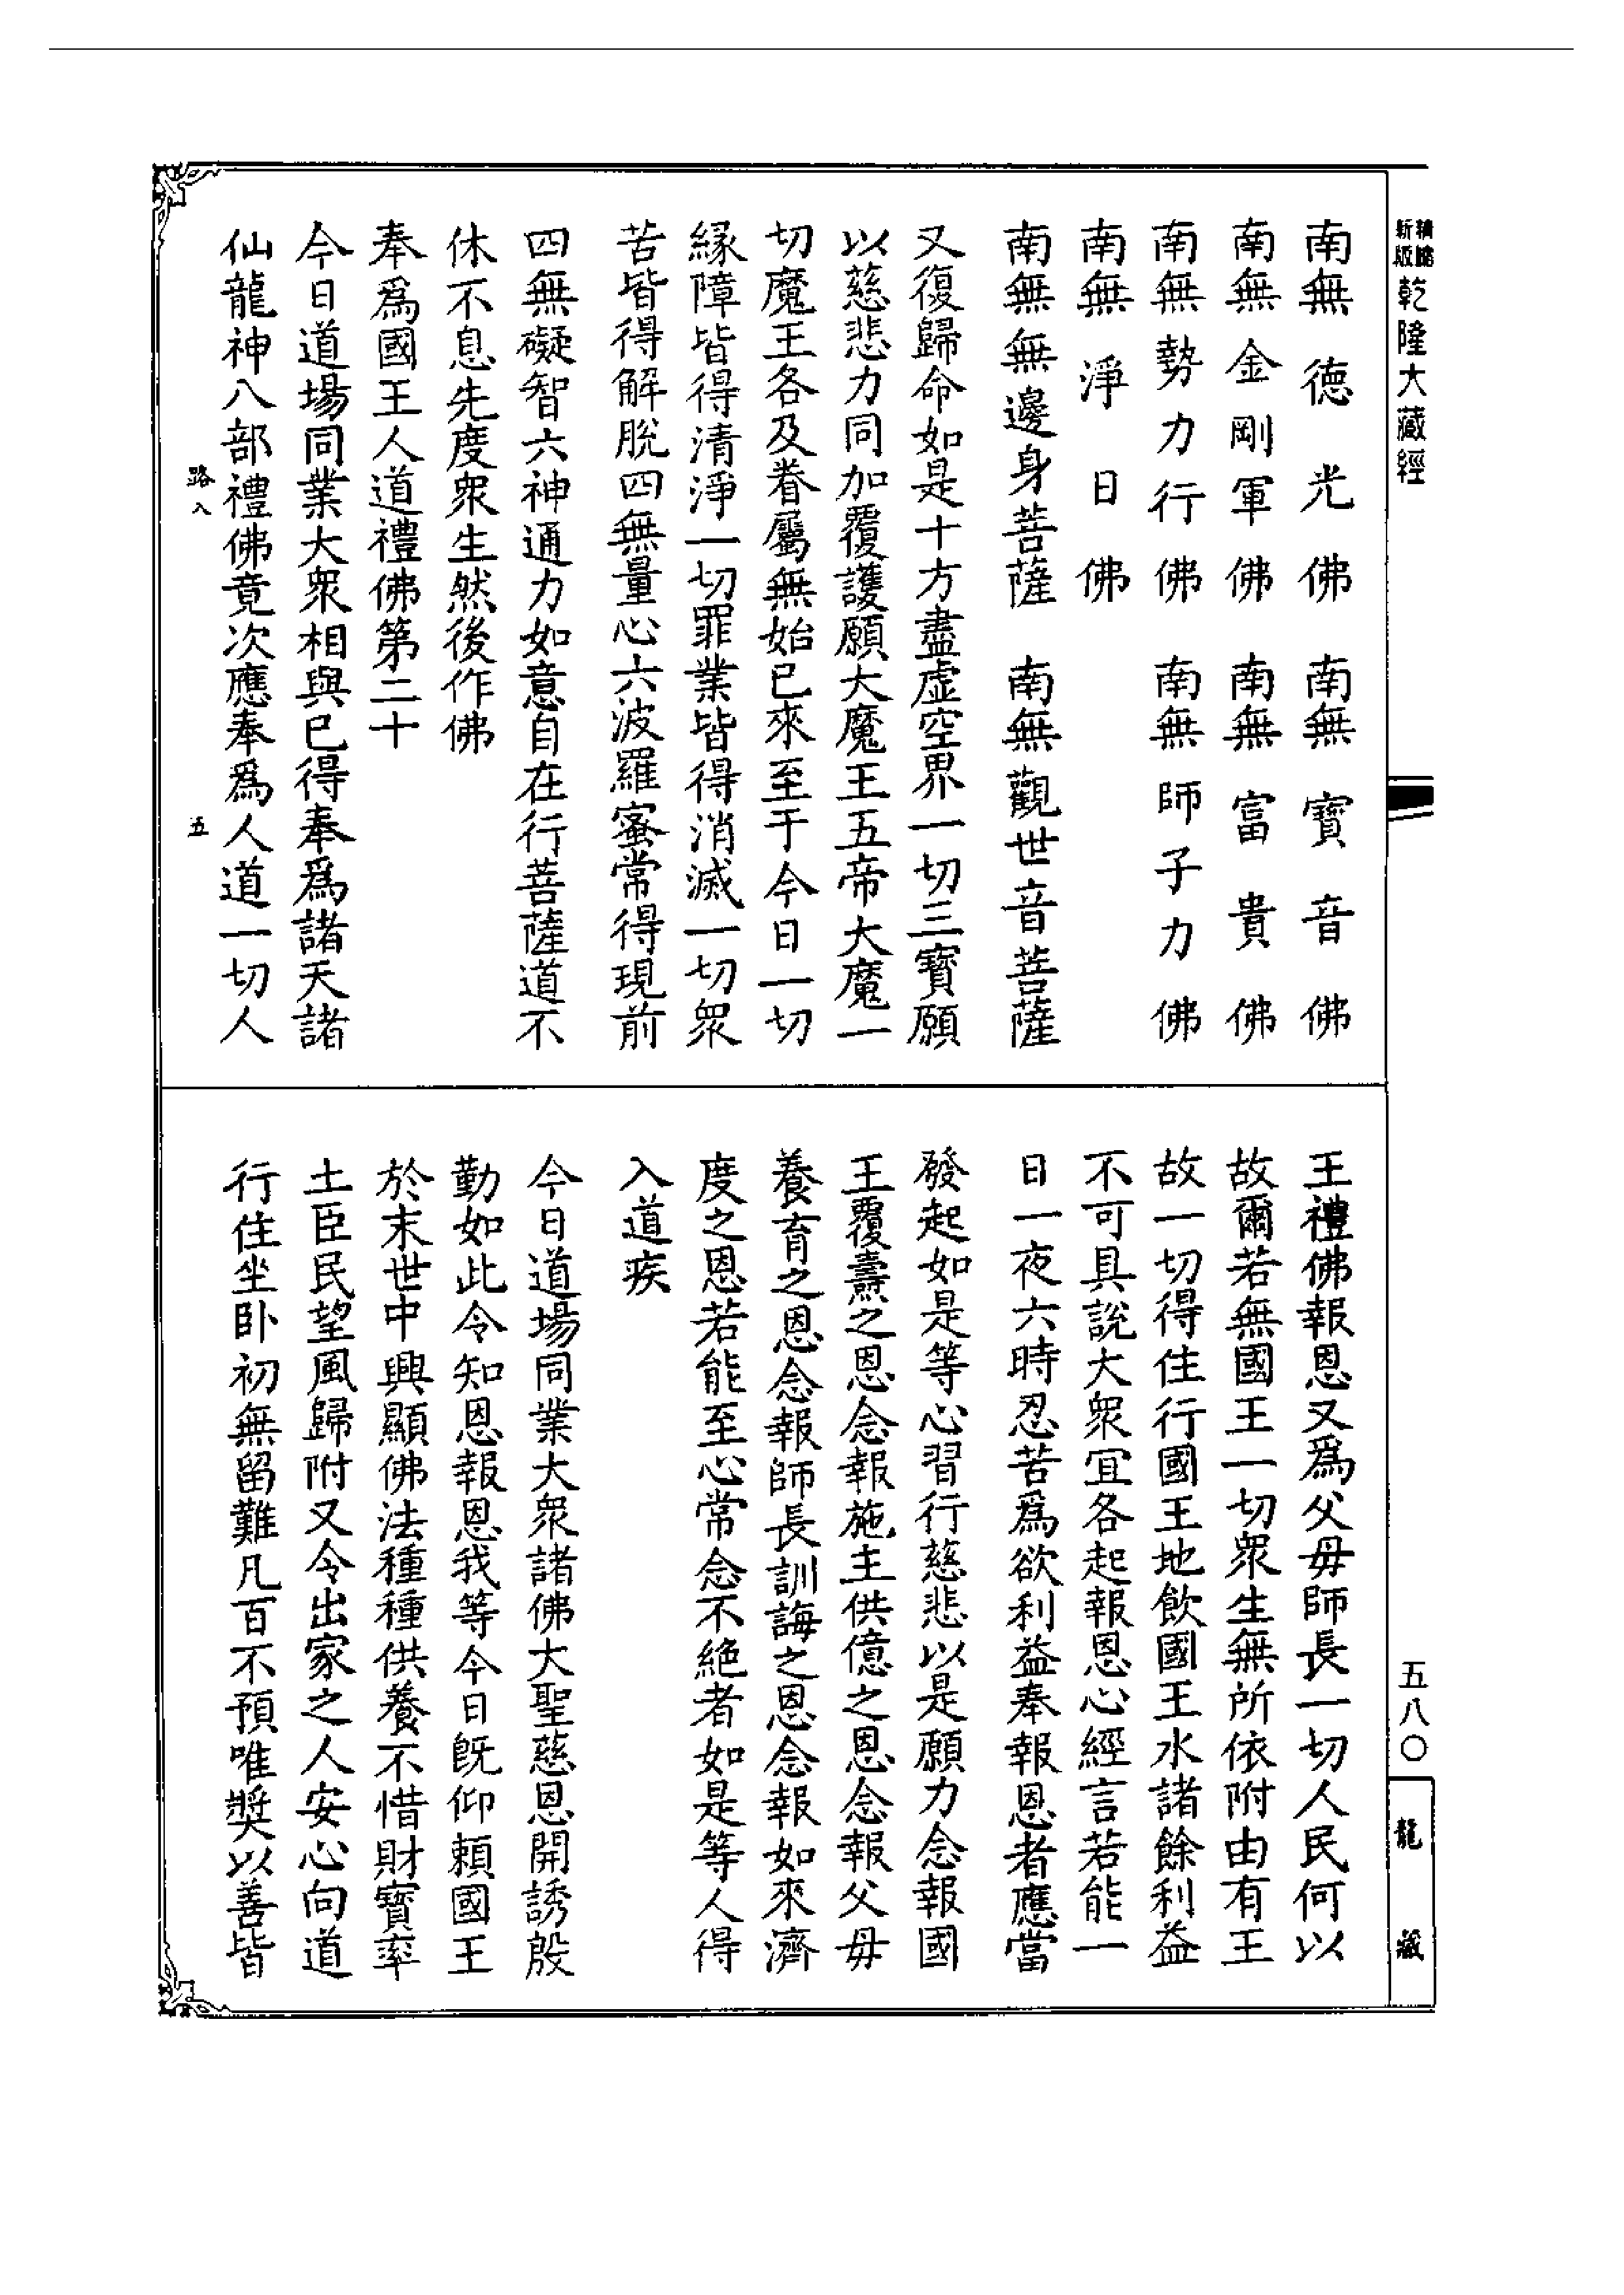 新版精縮乾隆大藏經
南無德光佛 南無寶音佛
南無金剛軍佛 南無富貴佛
南無勢力行佛 南無師子力佛
南無淨日佛
南無無邊身菩薩 南無觀世音菩薩
又復歸命如是十方盡虛空界一切三寶願
以慈悲力同加覆護願大魔王五帝大魔一
切魔王各及眷屬無始已來至于今日一切
緣障皆得清淨一切罪業皆得消滅一切眾
苦皆得解脫四無量心六波羅蜜常得現前
四無礙智六神通力如意自在行菩薩道不
休不息先度眾生然後作佛
奉爲國王人道禮佛第二十
今日道場同業大眾相與已得奉爲諸天諸
仙龍神八部禮佛竟次應奉爲人道一切人
路八 五
王禮佛報恩又爲父母師長一切人民何以
故爾若無國王一切眾生無所依附由有王
故一切得住行國王地飲國王水諸餘利益
不可具說大眾宜各起報恩心經言若能一
日一夜六時忍苦爲欲利益奉報恩者應當
發起如是等心習行慈悲以是願力念報國
王覆燾之恩念報施主供億之恩念報父母
養育之恩念報師長訓誨之恩念報如來濟
度之恩若能至心常念不絕者如是等人得
入道疾
今日道場同業大眾諸佛大聖慈恩開誘殷
勤如此令知恩報恩我等今日既仰賴國王
於末世中興顯佛法種種供養不惜財寶率
土臣民望風歸附又令出家之人安心向道
行住坐臥初無留難凡百不預唯獎以善皆
五八〇
龍藏